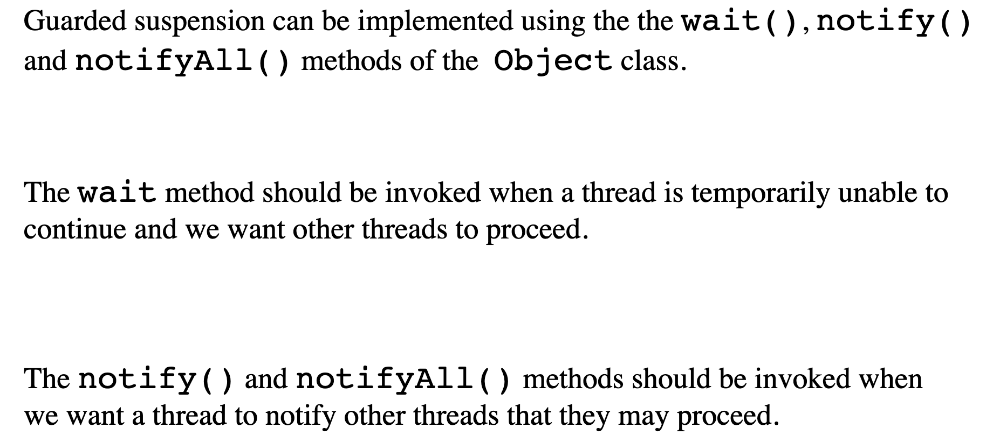 Guarded suspension can be implemented using the the wait(), notify()
and notifyAll() methods of the Object class.
The wait method should be invoked when a thread is temporarily unable to
continue and we want other threads to proceed.
The notify() and notifyAll() methods should be invoked when
we want a thread to notify other threads that they may proceed.